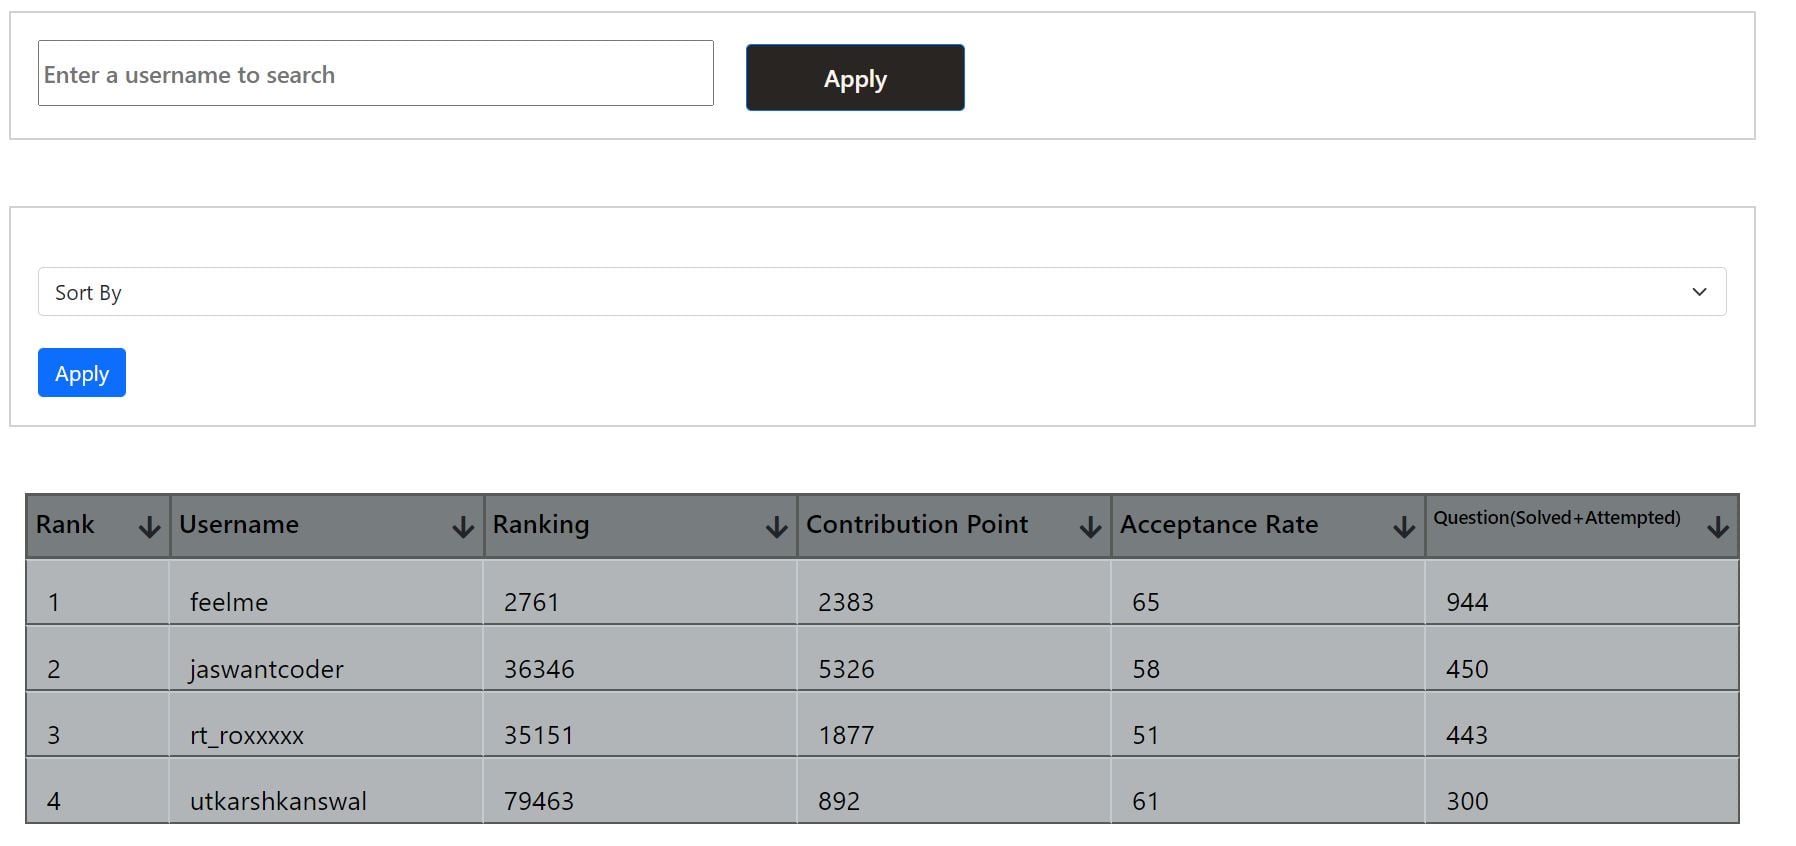 Enter a username to search
Apply
Sort By
Apply
Rank Username Ranking Contribution Point Acceptance Rate Question(Solved+Attempted)
1 feelme 2761 2383 65 944
2 jaswantcoder 36346 5326 58 450
3 rt_roxxxxx 35151 1877 51 443
4 utkarshkanswal 79463 892 61 300